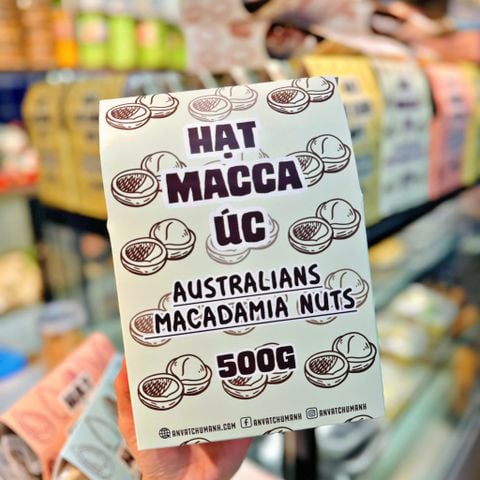 HẠT
MACCA
ÚC
AUSTRALIANS
MACADAMIA NUTS
500G
ANVATCHUMANH.COM ANVATCHUMANH ANVATCHUMANH